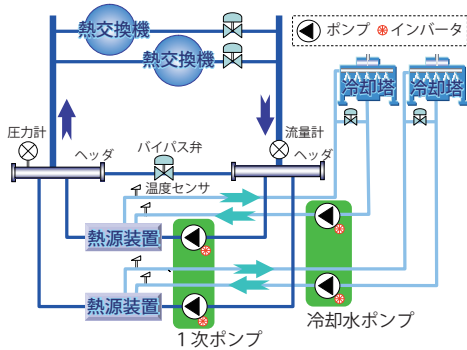 熱交換機
ポンプ
インバータ
熱交換機
冷却塔
冷却塔
圧力計
ヘッダ
バイパス弁
流量計
ヘッダ
温度センサ
熱源装置
熱源装置
1次ポンプ
冷却水ポンプ